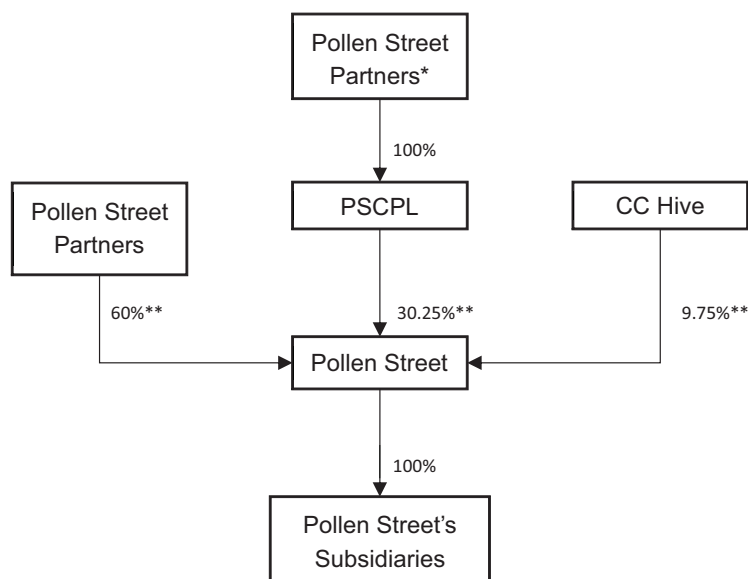 Pollen Street
Partners*
100%
Pollen Street
Partners
PSCPL
CC Hive
60%**
30.25%**
9.75%**
Pollen Street
100%
Pollen Street’s
Subsidiaries